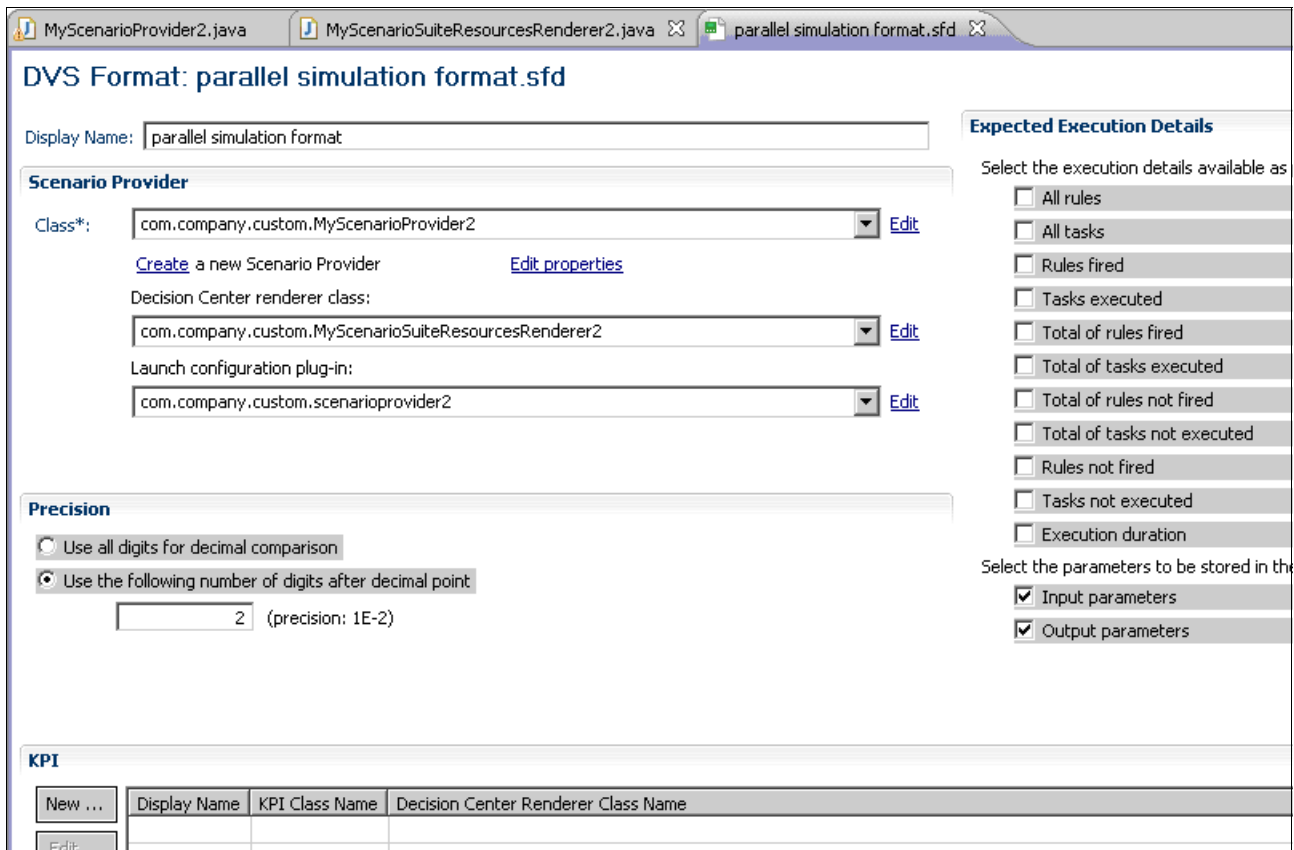 MyScenarioProvider2.java MyScenarioSuiteResourcesRenderer2.java parallel simulation format.sfd
DVS Format: parallel simulation format.sfd
Display Name: parallel simulation format
Scenario Provider
Class*: com.company.custom.MyScenarioProvider2 Edit
Create a new Scenario Provider Edit properties
Decision Center renderer class:
com.company.custom.MyScenarioSuiteResourcesRenderer2 Edit
Launch configuration plug-in:
com.company.custom.scenarioprovider2 Edit
Precision
Use all digits for decimal comparison
Use the following number of digits after decimal point
2 (precision: 1E-2)
Expected Execution Details
Select the execution details available as
All rules
All tasks
Rules fired
Tasks executed
Total of rules fired
Total of tasks executed
Total of rules not fired
Total of tasks not executed
Rules not fired
Tasks not executed
Execution duration
Select the parameters to be stored in the
Input parameters
Output parameters
KPI
New ... Display Name KPI Class Name Decision Center Renderer Class Name
Edit